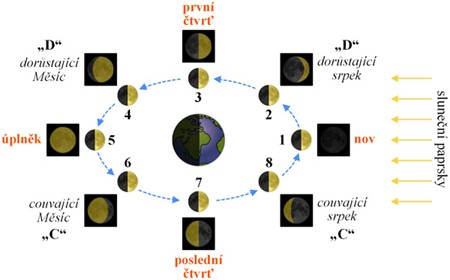 první
čtvrť
„D“
dorůstající
Měsíc
„D“
dorůstající
srpek
3
4
2
úplněk
5
1
nov
sluneční paprsky
6
8
7
couvající
Měsíc
„C“
couvající
srpek
„C“
poslední
čtvrť